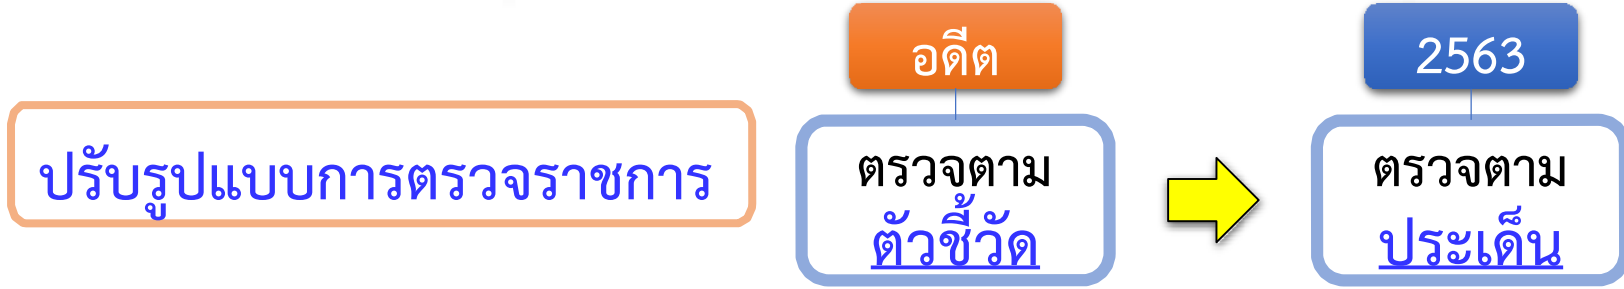 อดีต
2563
ปรับรูปแบบการตรวจราชการ
ตรวจตาม
ตัวชี้วัด
ตรวจตาม
ประเด็น